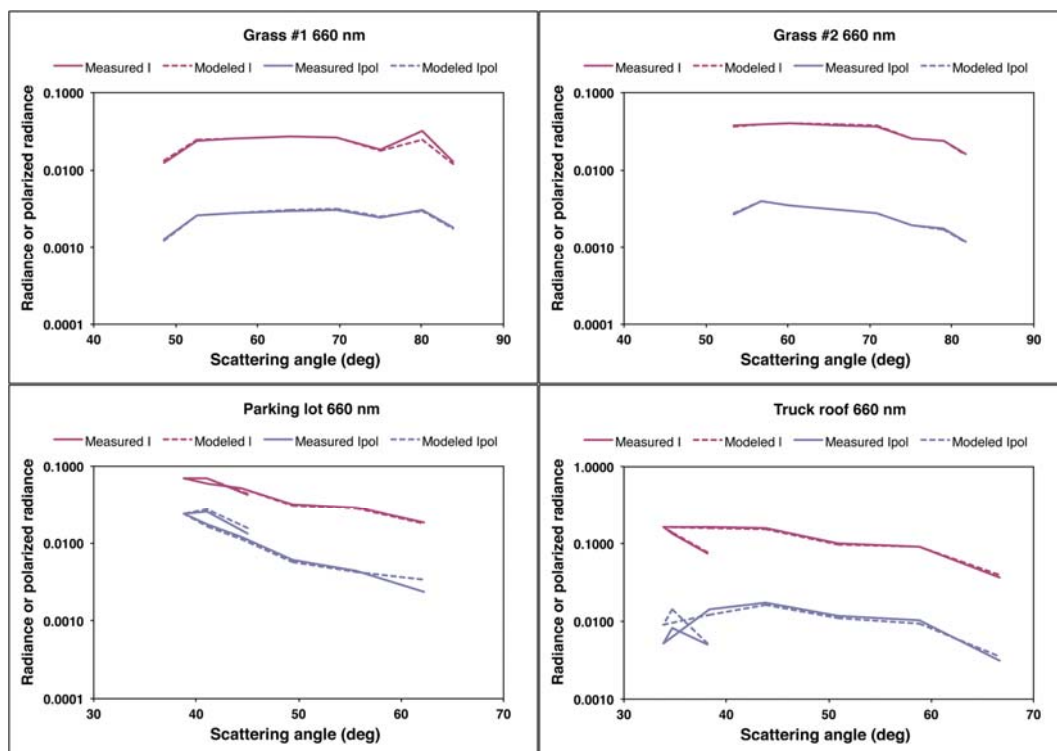 Grass #1 660 nm
Measured I Modeled I Measured Ipol Modeled Ipol
Radiance or polarized radiance
0.1000
0.0100
0.0010
0.0001
40 50 60 70 80 90
Scattering angle (deg)
Grass #2 660 nm
Measured I Modeled I Measured Ipol Modeled Ipol
Radiance or polarized radiance
0.1000
0.0100
0.0010
0.0001
40 50 60 70 80 90
Scattering angle (deg)
Parking lot 660 nm
Measured I Modeled I Measured Ipol Modeled Ipol
Radiance or polarized radiance
0.1000
0.0100
0.0010
0.0001
30 40 50 60 70
Scattering angle (deg)
Truck roof 660 nm
Measured I Modeled I Measured Ipol Modeled Ipol
Radiance or polarized radiance
1.0000
0.1000
0.0100
0.0010
30 40 50 60 70
Scattering angle (deg)